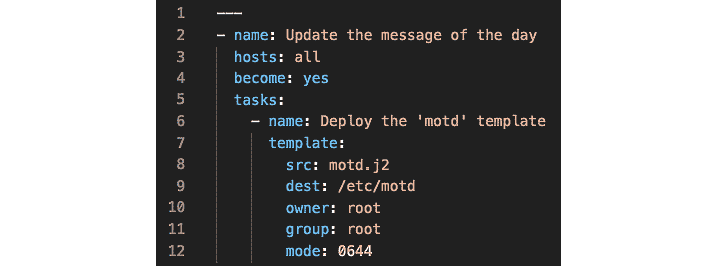 1 ---
2 - name: Update the message of the day
3   hosts: all
4   become: yes
5   tasks:
6     - name: Deploy the 'motd' template
7       template:
8         src: motd.j2
9         dest: /etc/motd
10         owner: root
11         group: root
12         mode: 0644